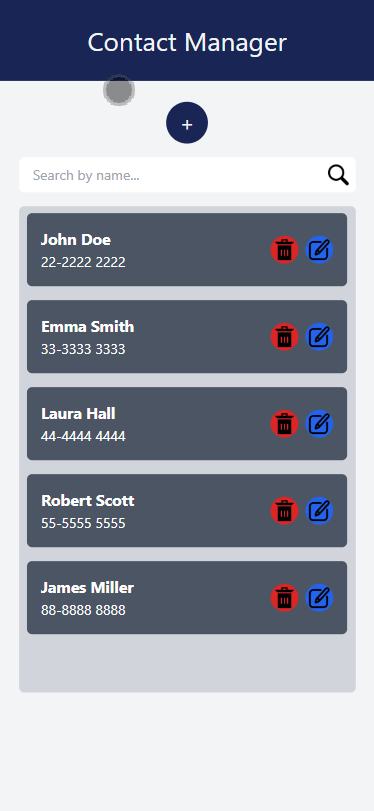 Contact Manager
+
Search by name...
John Doe
22-2222 2222
Emma Smith
33-3333 3333
Laura Hall
44-4444 4444
Robert Scott
55-5555 5555
James Miller
88-8888 8888